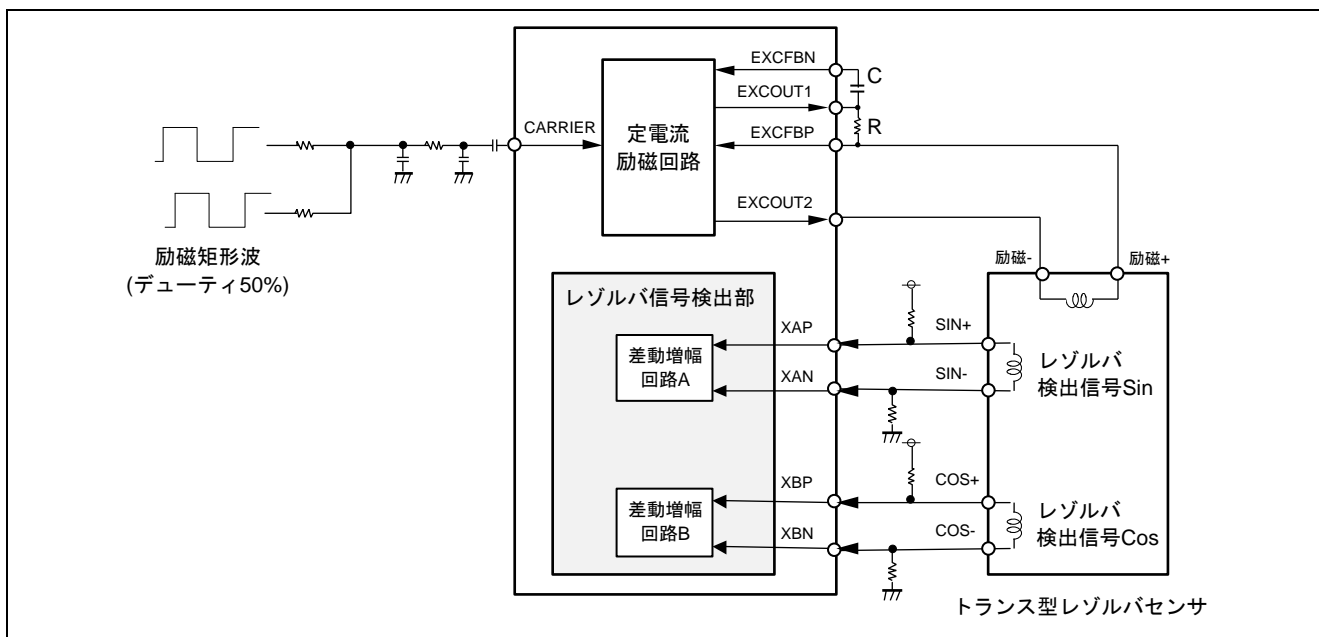 EXCFBN
C
EXCOUT1
R
CARRIER
定電流
励磁回路
EXCFBP
EXCOUT2
励磁矩形波
(デューティ50%)
励磁-
励磁+
レゾルバ信号検出部
差動増幅
回路A
XAP
XAN
SIN+
SIN-
レゾルバ
検出信号Sin
差動増幅
回路B
XBP
XBN
COS+
COS-
レゾルバ
検出信号Cos
トランス型レゾルバセンサ